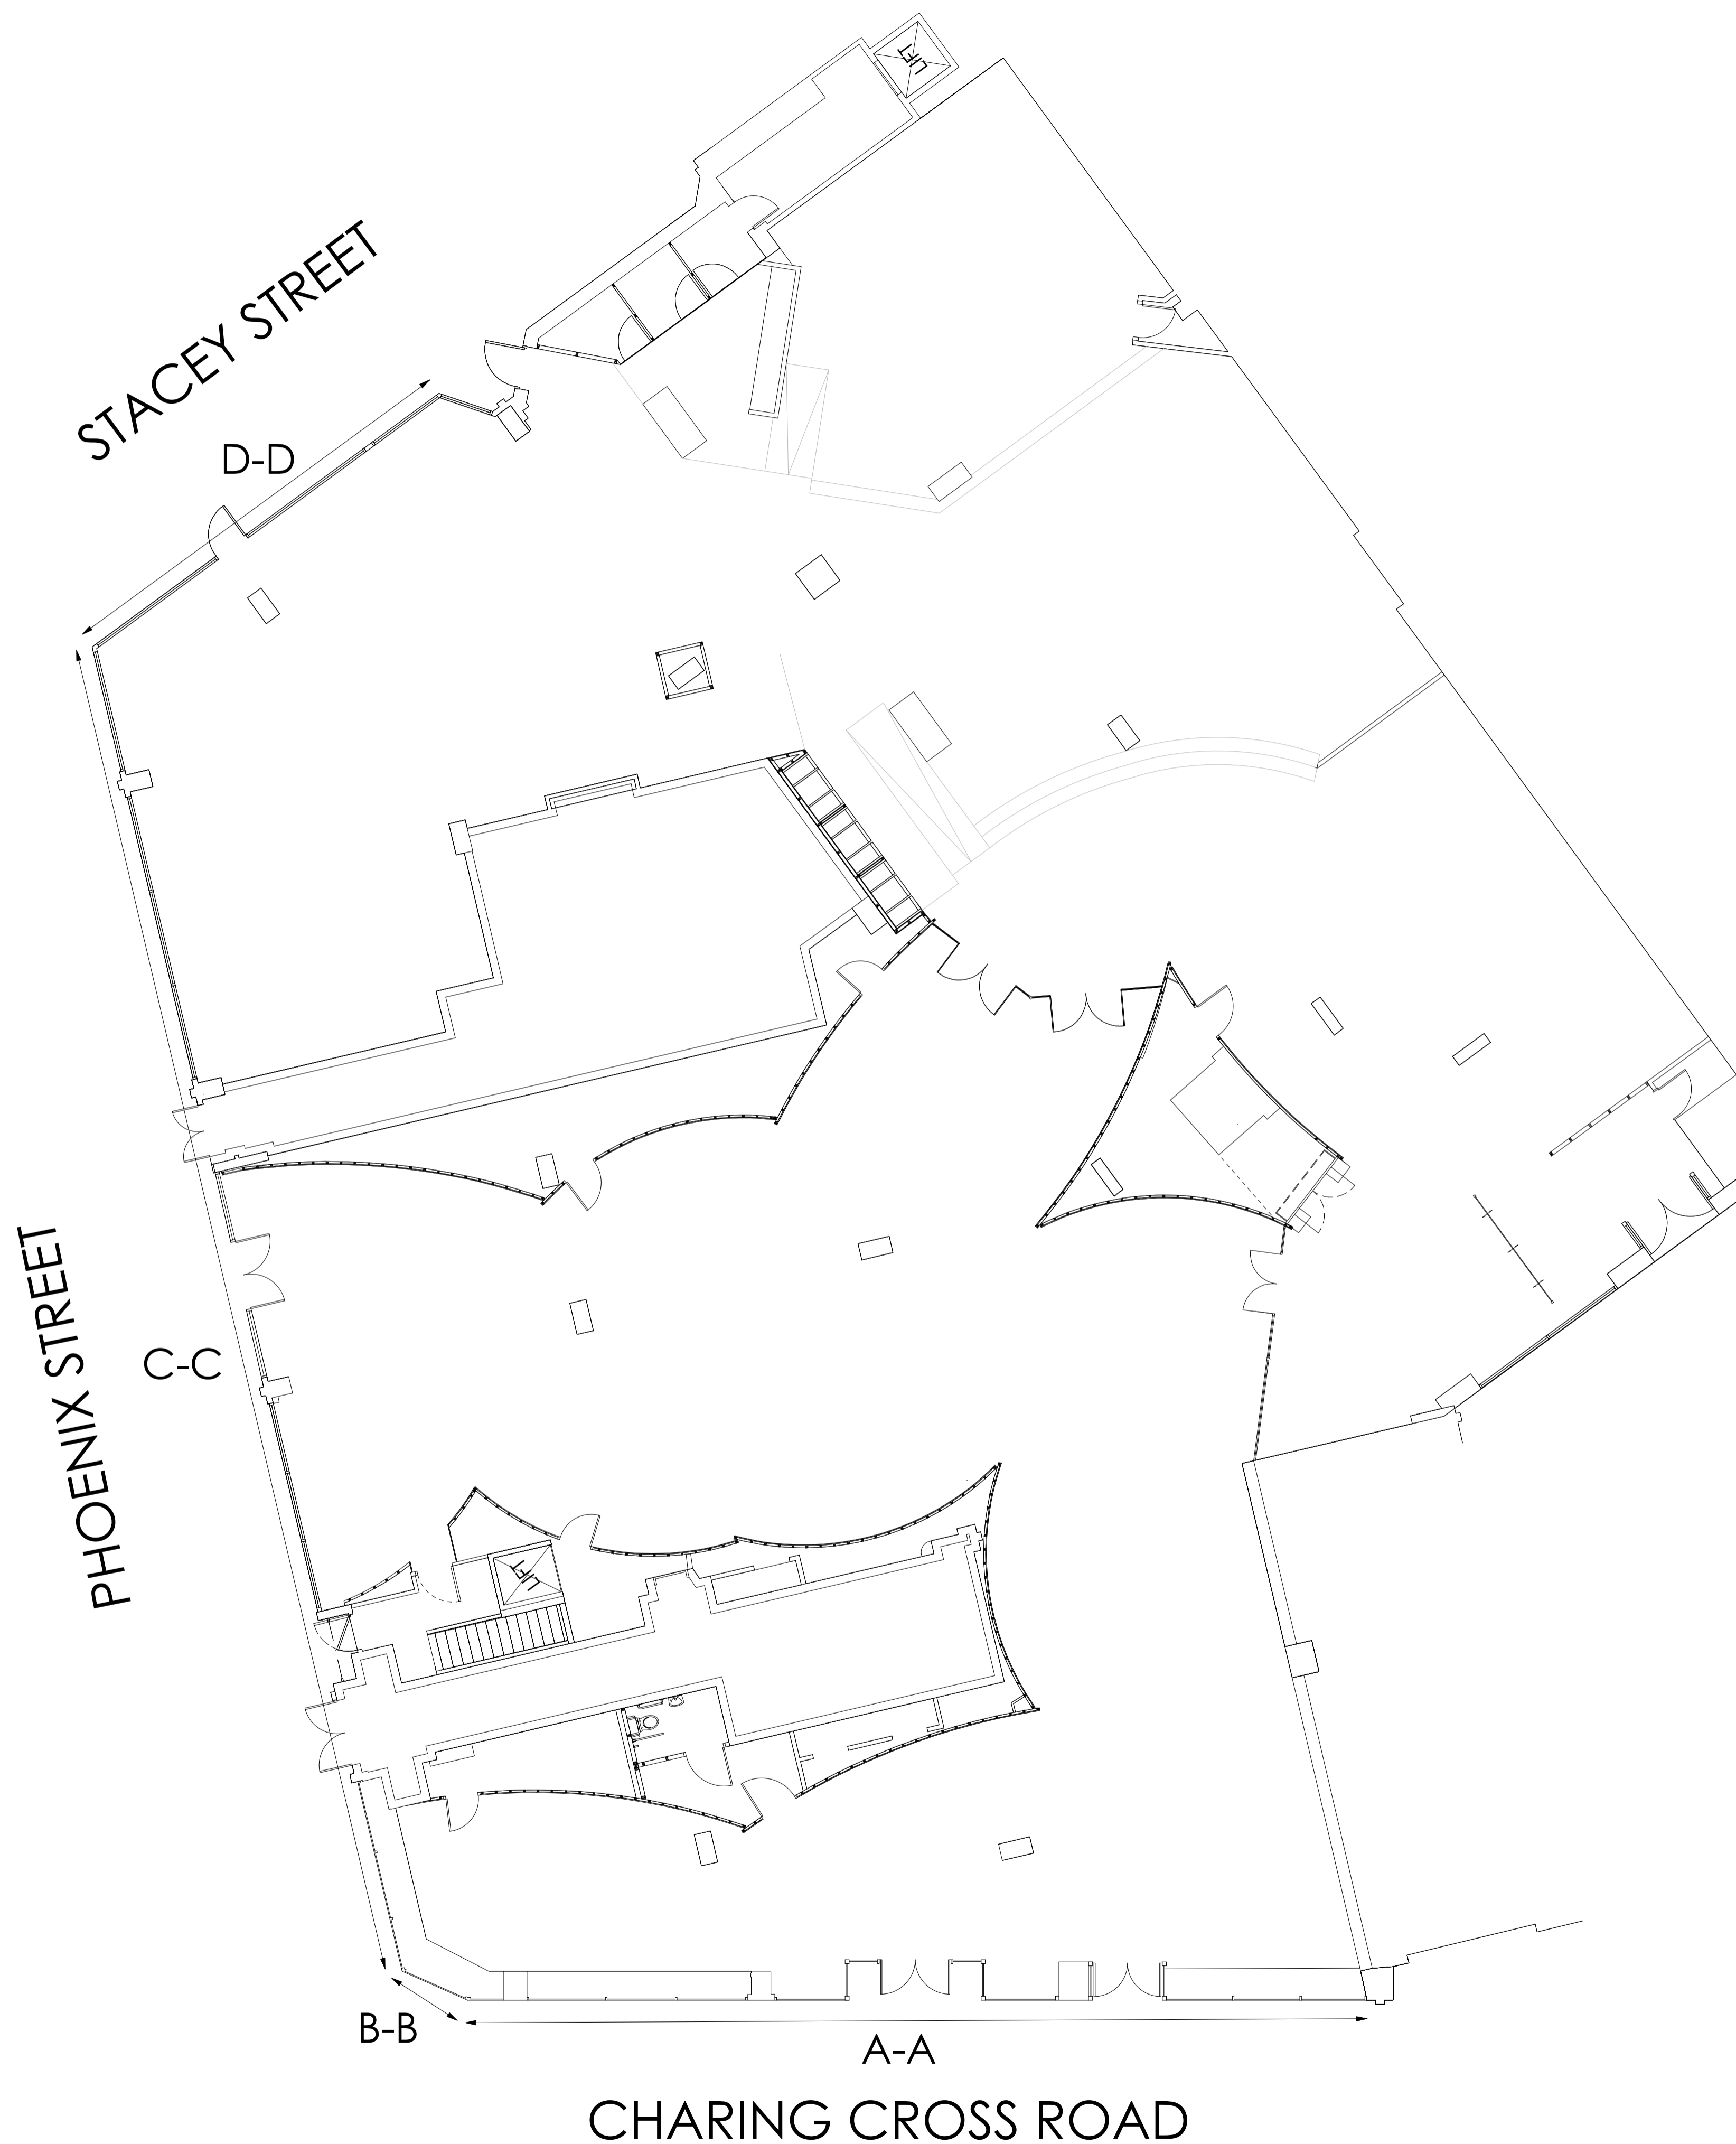 LIFT
STACEY STREET
D-D
PHOENIX STREET
C-C
LIFT
B-B
A-A
CHARING CROSS ROAD